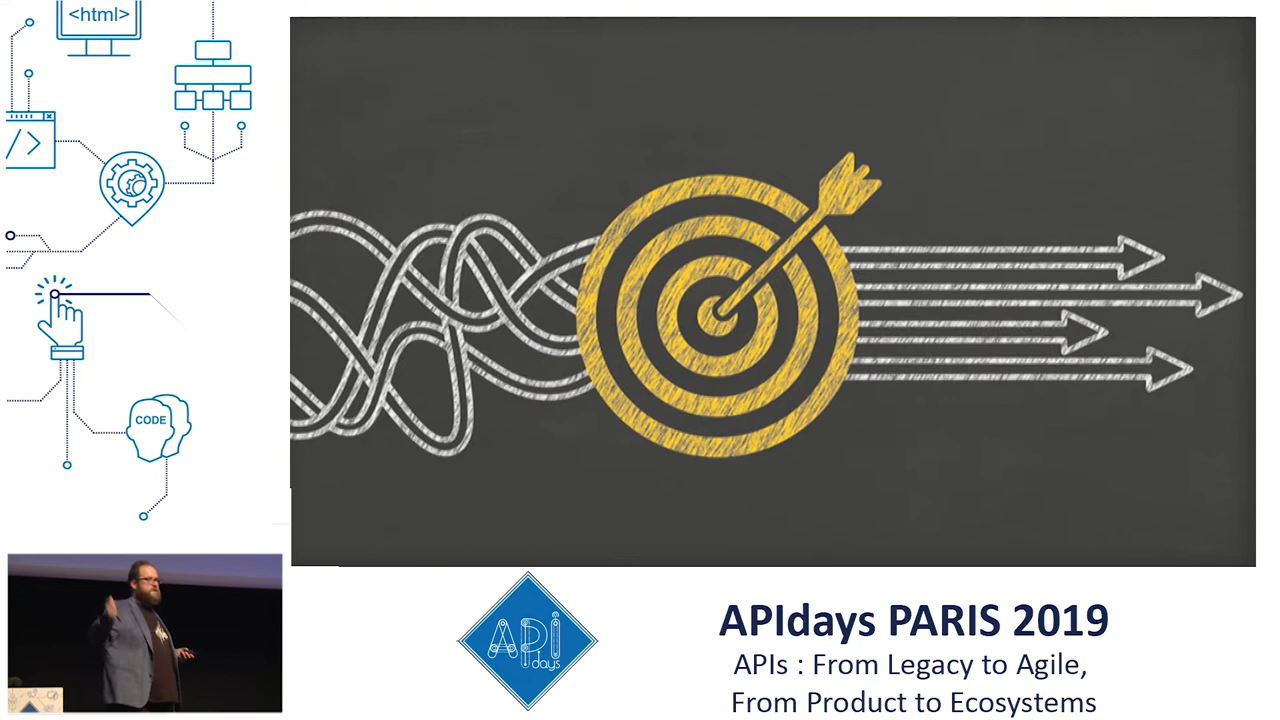 <html>
</>
CODE
API
days
APIdays PARIS 2019
APIs : From Legacy to Agile,
From Product to Ecosystems